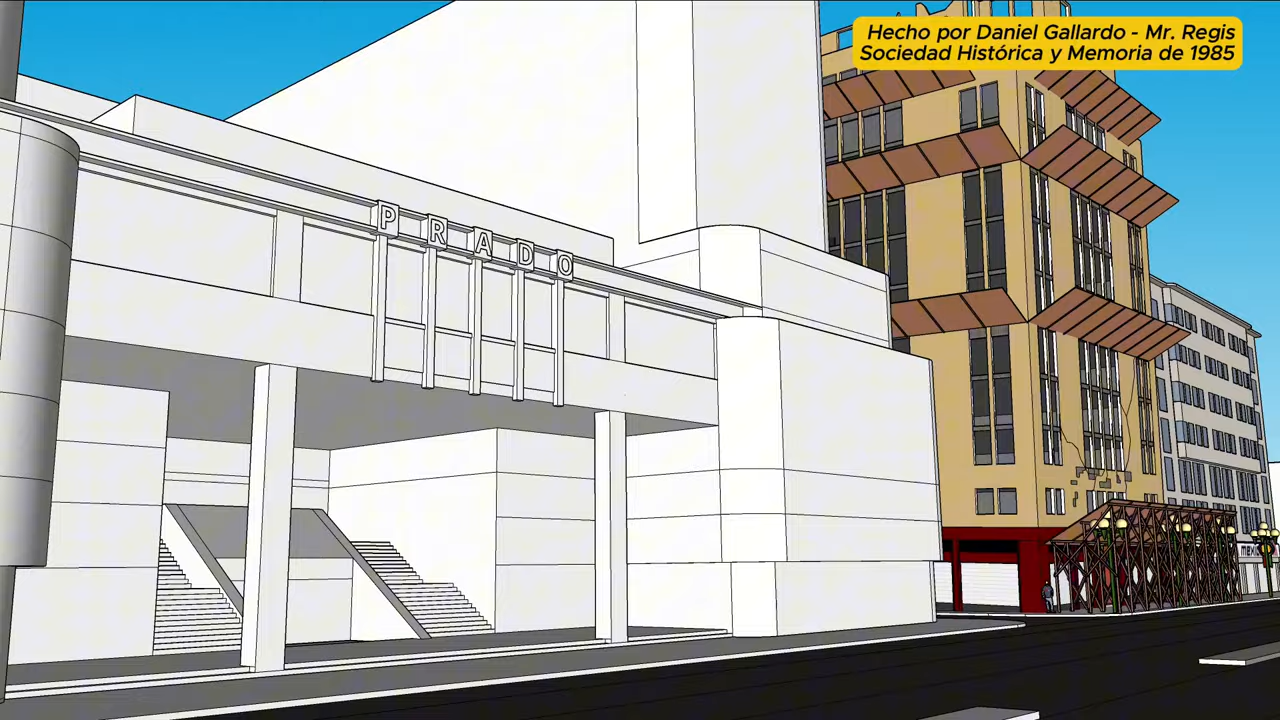 Hecho por Daniel Gallardo - Mr. Regis
Sociedad Histórica y Memoria de 1985
PRADO